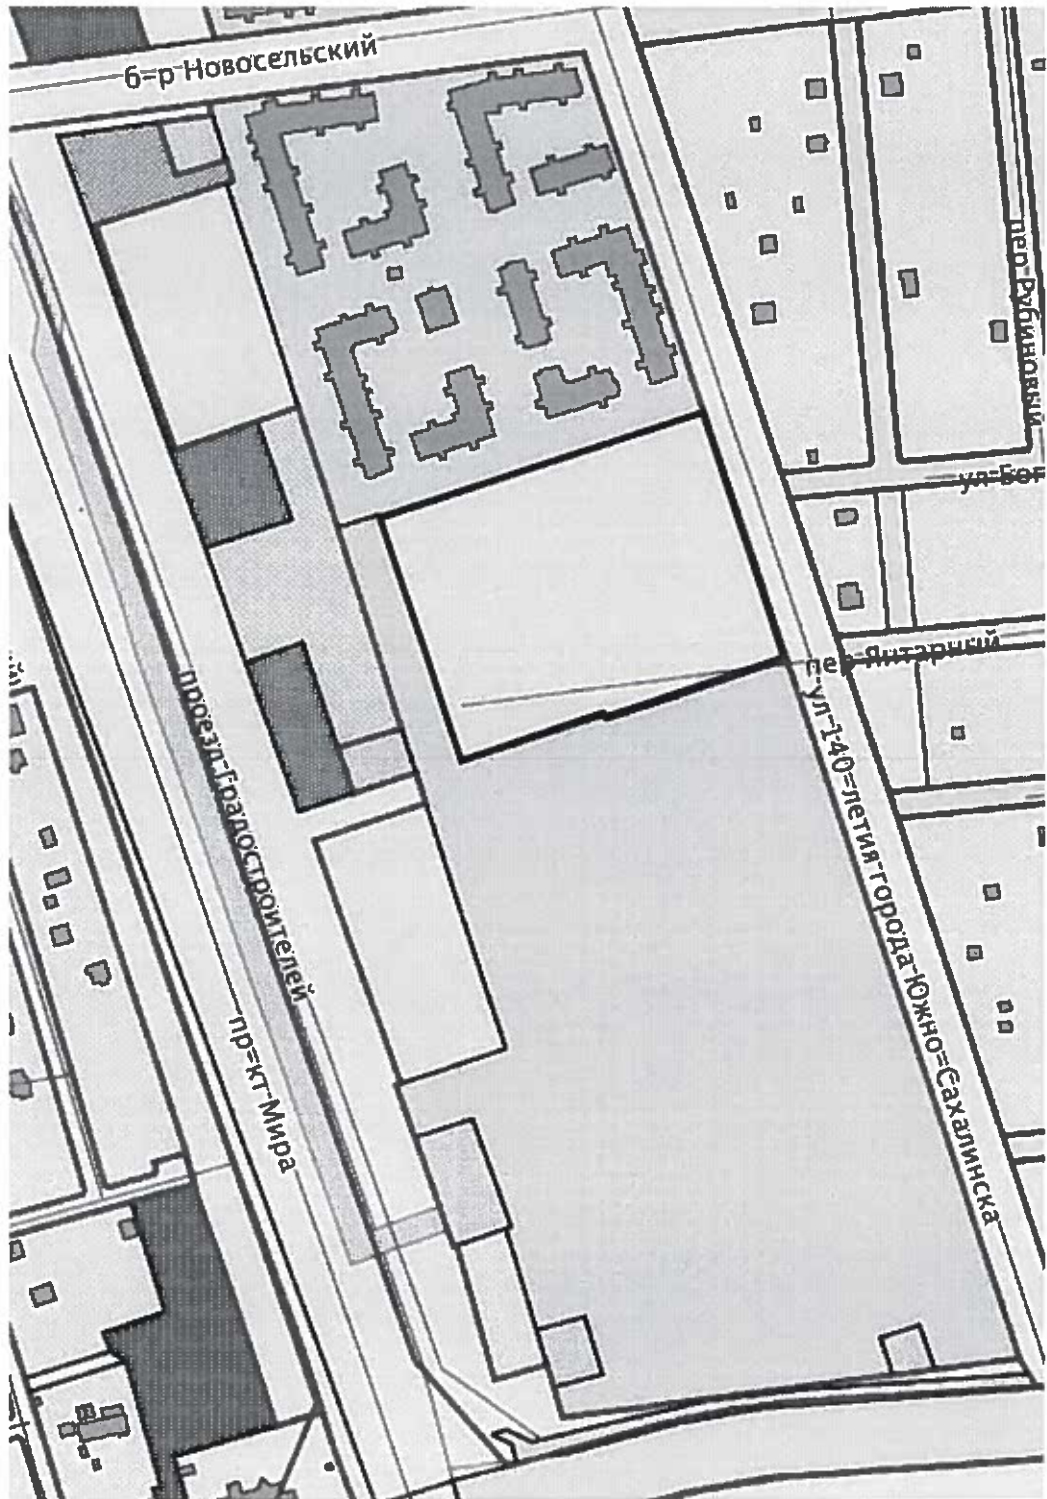 б-р Новосельский
пер Рубиновый
ул Бог
пер Янтарный
ул 140-летия города Южно-Сахалинска
проезд Градостроителей
пр-кт Мира